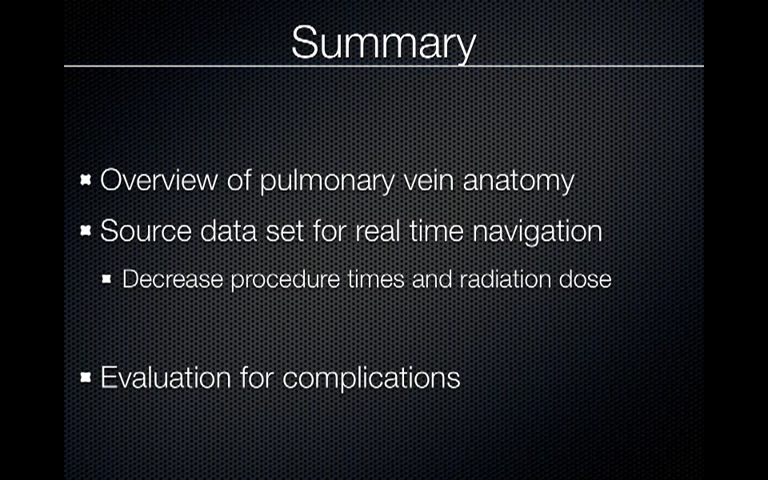 Summary
Overview of pulmonary vein anatomy
Source data set for real time navigation
Decrease procedure times and radiation dose
Evaluation for complications